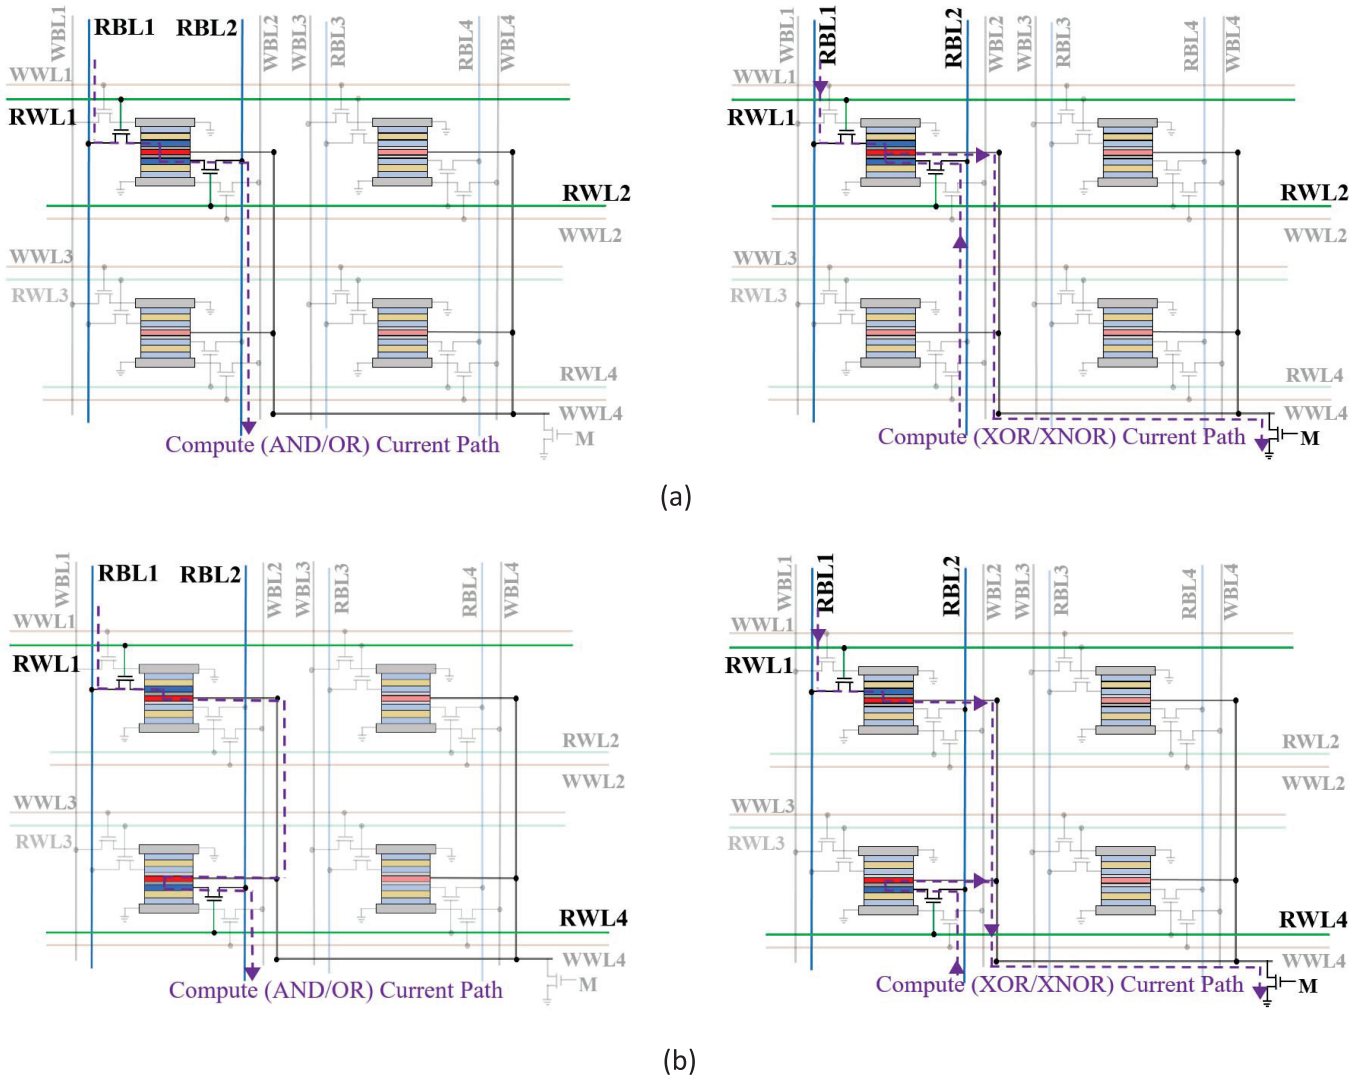 WBL1
RBL1
RBL2
WBL2
WBL3
RBL3
RBL4
WBL4
WWL1
RWL1
RWL2
WWL2
WWL3
RWL3
RWL4
WWL4
M
Compute (AND/OR) Current Path
WBL1
RBL1
RBL2
WBL2
WBL3
RBL3
RBL4
WBL4
WWL1
RWL1
RWL2
WWL2
WWL3
RWL3
RWL4
WWL4
M
Compute (XOR/XNOR) Current Path
(a)
WBL1
RBL1
RBL2
WBL2
WBL3
RBL3
RBL4
WBL4
WWL1
RWL1
RWL2
WWL2
WWL3
RWL3
RWL4
WWL4
M
Compute (AND/OR) Current Path
WBL1
RBL1
RBL2
WBL2
WBL3
RBL3
RBL4
WBL4
WWL1
RWL1
RWL2
WWL2
WWL3
RWL3
RWL4
WWL4
M
Compute (XOR/XNOR) Current Path
(b)